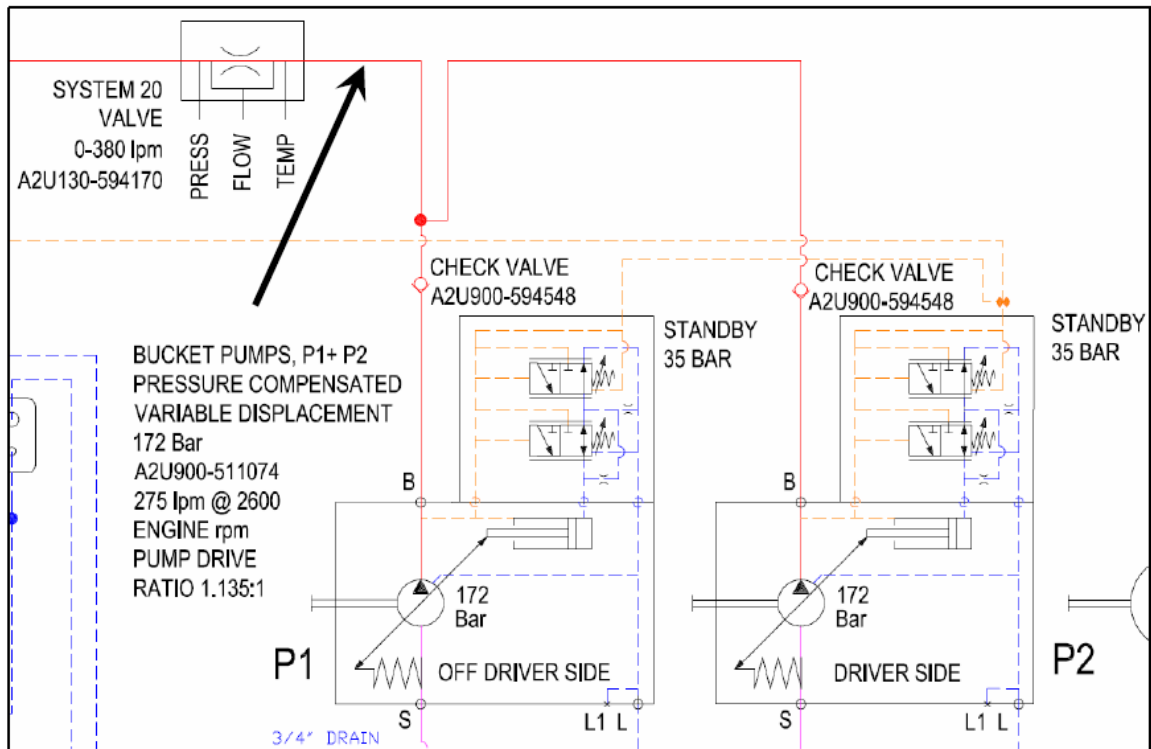 SYSTEM 20
VALVE
0-380 lpm
A2U130-594170
PRESS
FLOW
TEMP
CHECK VALVE
A2U900-594548
CHECK VALVE
A2U900-594548
STANDBY
35 BAR
STANDBY
35 BAR
BUCKET PUMPS, P1+ P2
PRESSURE COMPENSATED
VARIABLE DISPLACEMENT
172 Bar
A2U900-511074
275 lpm @ 2600
ENGINE rpm
PUMP DRIVE
RATIO 1.135:1
B
B
172
Bar
172
Bar
P1
OFF DRIVER SIDE
DRIVER SIDE
P2
S
L1 L
S
L1 L
3/4" DRAIN